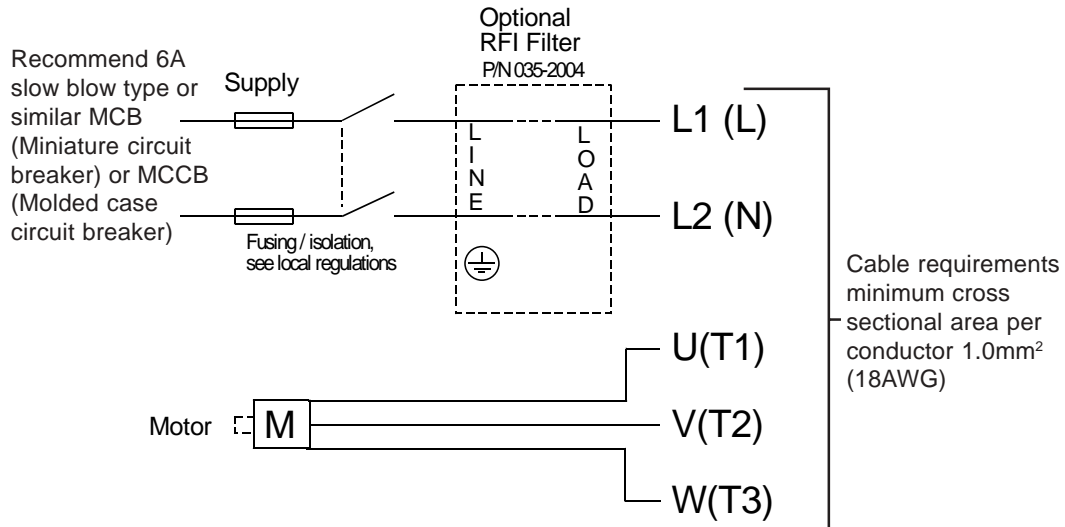 Optional
RFI Filter
P/N 035-2004
Recommend 6A
slow blow type or
similar MCB
(Miniature circuit
breaker) or MCCB
(Molded case
circuit breaker)
Supply
LINE
LOAD
L1 (L)
L2 (N)
Fusing / isolation,
see local regulations
Cable requirements
minimum cross
sectional area per
conductor 1.0mm²
(18AWG)
U(T1)
Motor
M
V(T2)
W(T3)